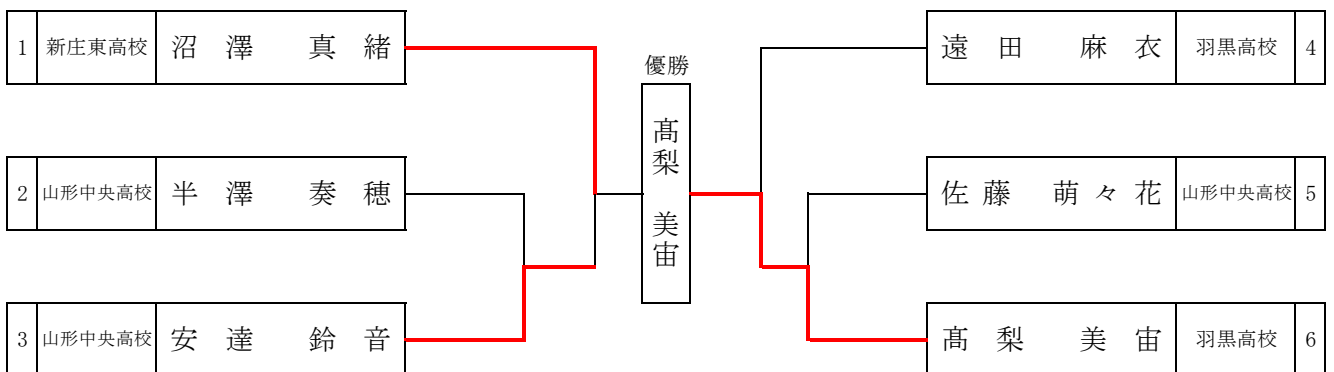 1 新庄東高校 沼澤 真緒
2 山形中央高校 半澤 奏穂
3 山形中央高校 安達 鈴音
優勝
髙梨 美宙
遠田 麻衣 羽黒高校 4
佐藤 萌々花 山形中央高校 5
髙梨 美宙 羽黒高校 6